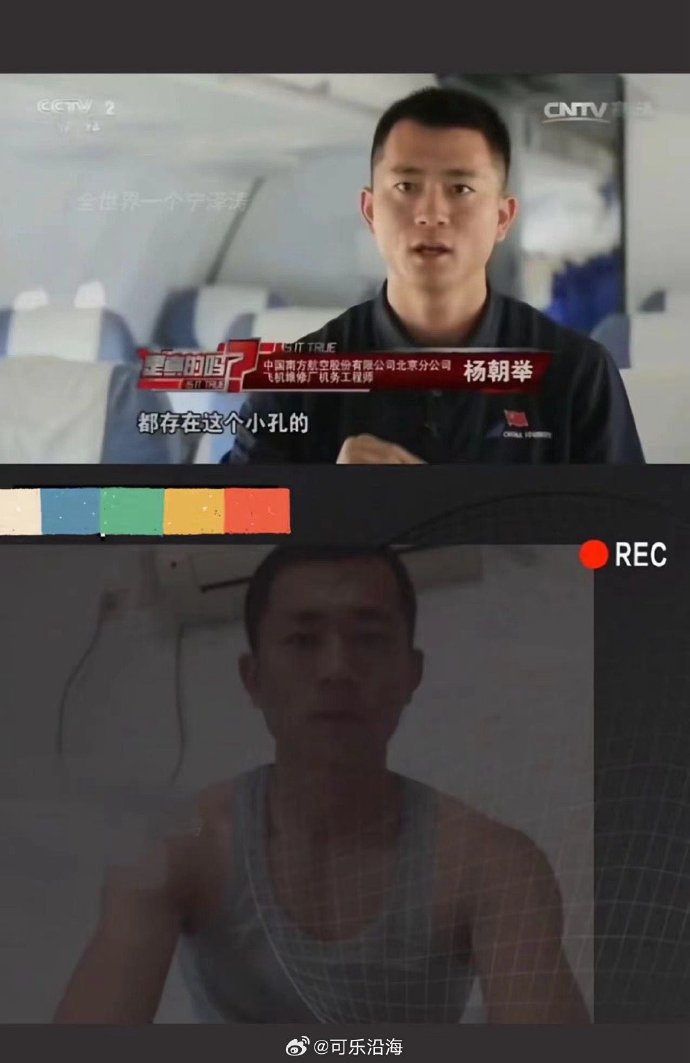 CCTV 2
CNTV
全世界一个宁泽涛
IS IT TRUE
是真的吗?
IS IT TRUE
中国南方航空股份有限公司北京分公司
飞机维修厂机务工程师
杨朝举
都存在这个小孔的
REC
@可乐沿海